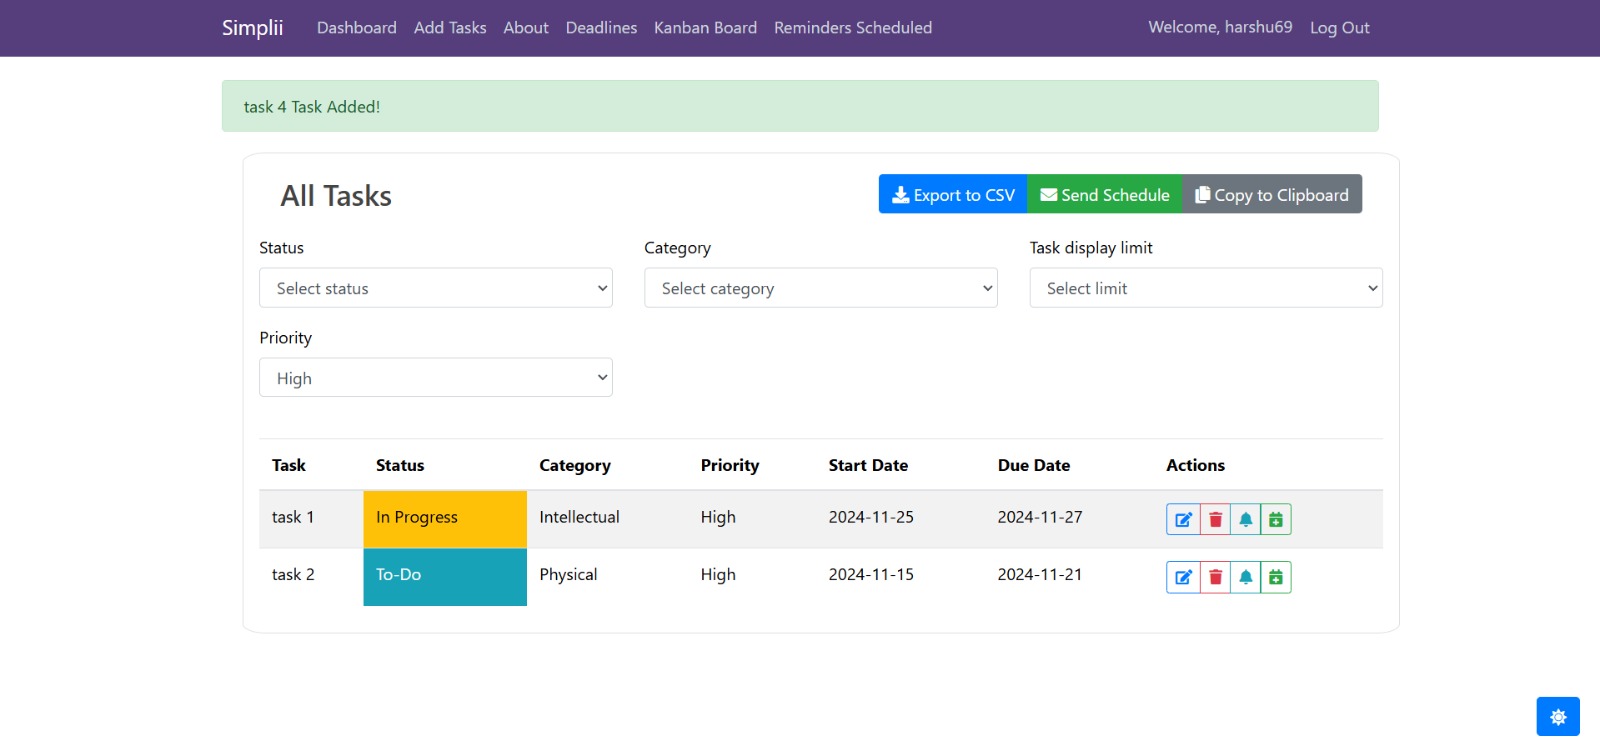 Simplii Dashboard Add Tasks About Deadlines Kanban Board Reminders Scheduled Welcome, harshu69 Log Out
task 4 Task Added!
All Tasks Export to CSV Send Schedule Copy to Clipboard
Status Category Task display limit
Select status Select category Select limit
Priority
High
Task Status Category Priority Start Date Due Date Actions
task 1 In Progress Intellectual High 2024-11-25 2024-11-27
task 2 To-Do Physical High 2024-11-15 2024-11-21